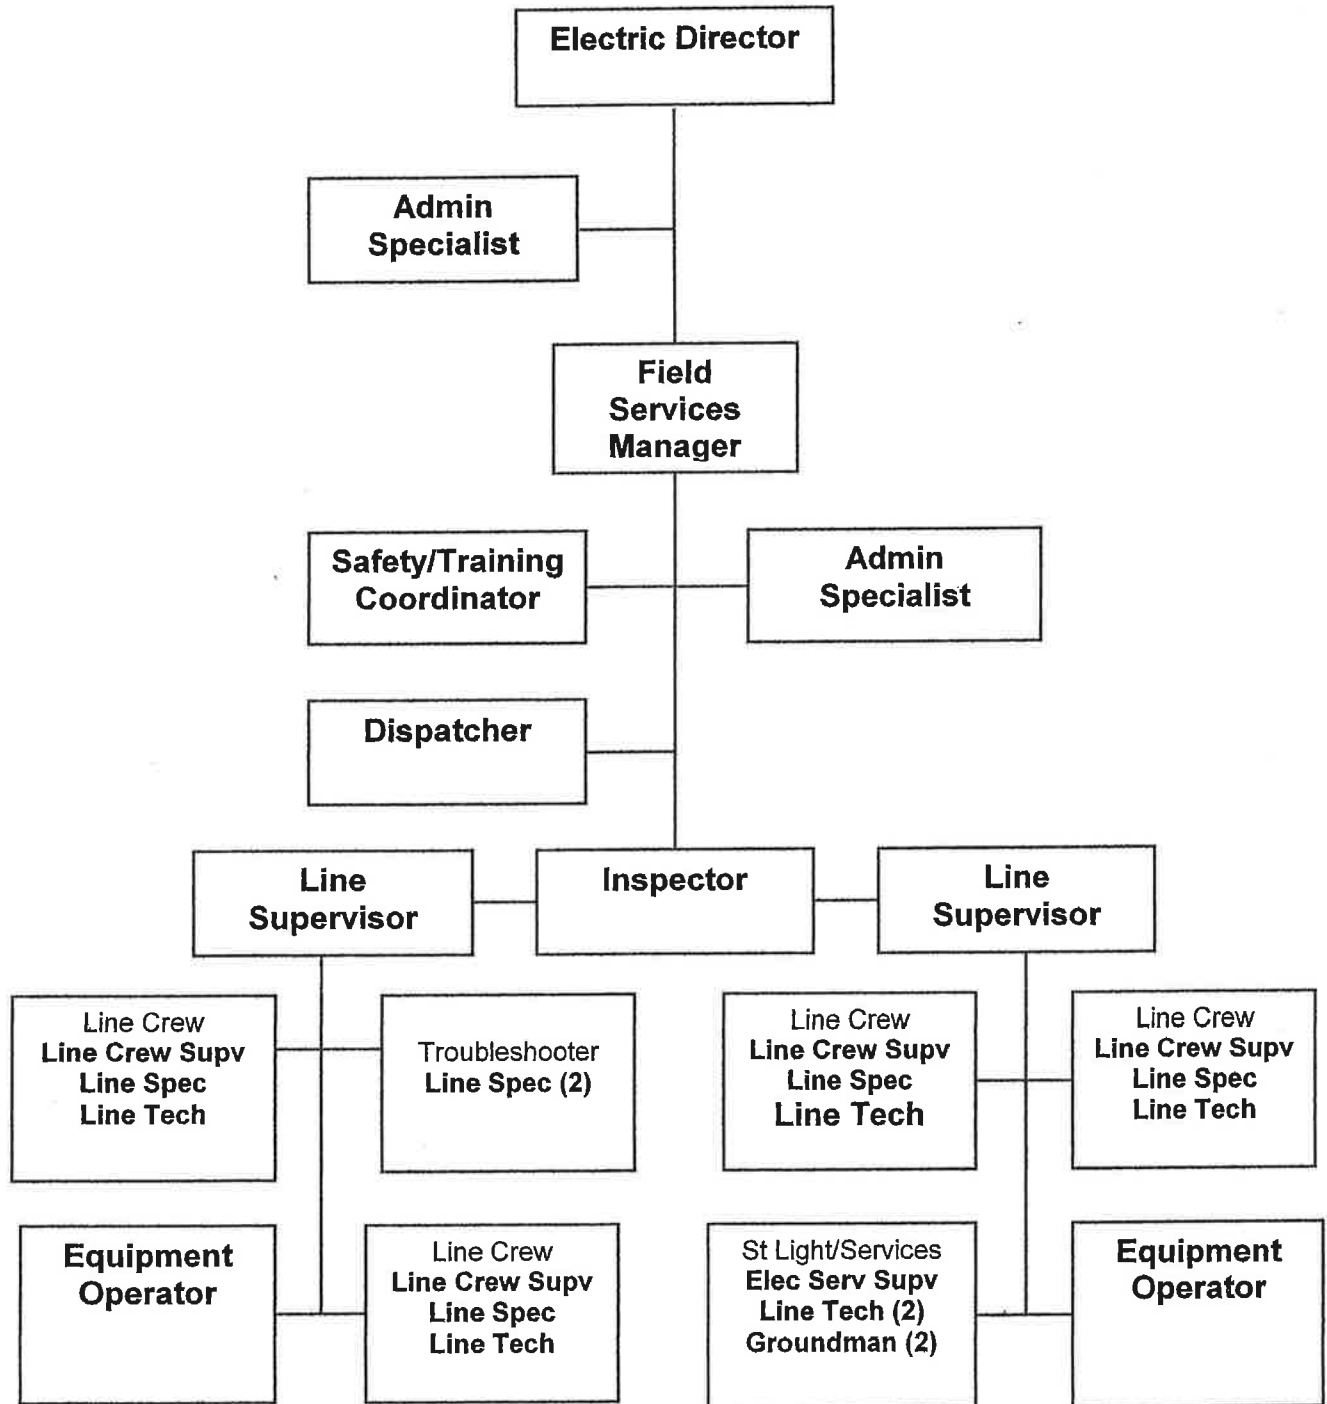 Electric Director
Admin
Specialist
Field
Services
Manager
Safety/Training
Coordinator
Admin
Specialist
Dispatcher
Line
Supervisor
Inspector
Line
Supervisor
Line Crew
Line Crew Supv
Line Spec
Line Tech
Troubleshooter
Line Spec (2)
Line Crew
Line Crew Supv
Line Spec
Line Tech
Line Crew
Line Crew Supv
Line Spec
Line Tech
Equipment
Operator
Line Crew
Line Crew Supv
Line Spec
Line Tech
St Light/Services
Elec Serv Supv
Line Tech (2)
Groundman (2)
Equipment
Operator